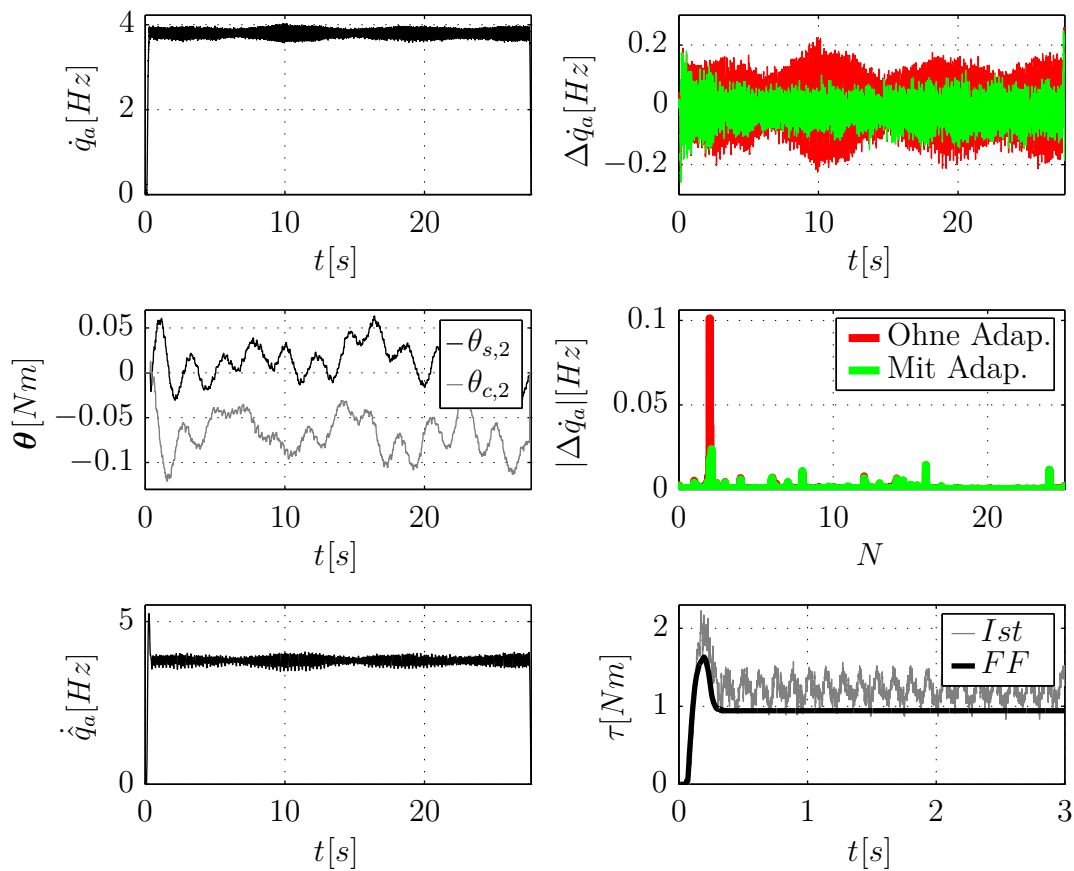 4
2
0
q̇ₐ[Hz]
0
10
20
t[s]
0.2
0
−0.2
Δq̇ₐ[Hz]
0
10
20
t[s]
0.05
0
−0.05
−0.1
θ[Nm]
θ_{s,2}
θ_{c,2}
0
10
20
t[s]
0.1
0.05
0
|Δq̇ₐ|[Hz]
Ohne Adap.
Mit Adap.
0
10
20
N
5
0
q̂̇ₐ[Hz]
0
10
20
t[s]
2
1
0
τ[Nm]
Ist
FF
0
1
2
3
t[s]